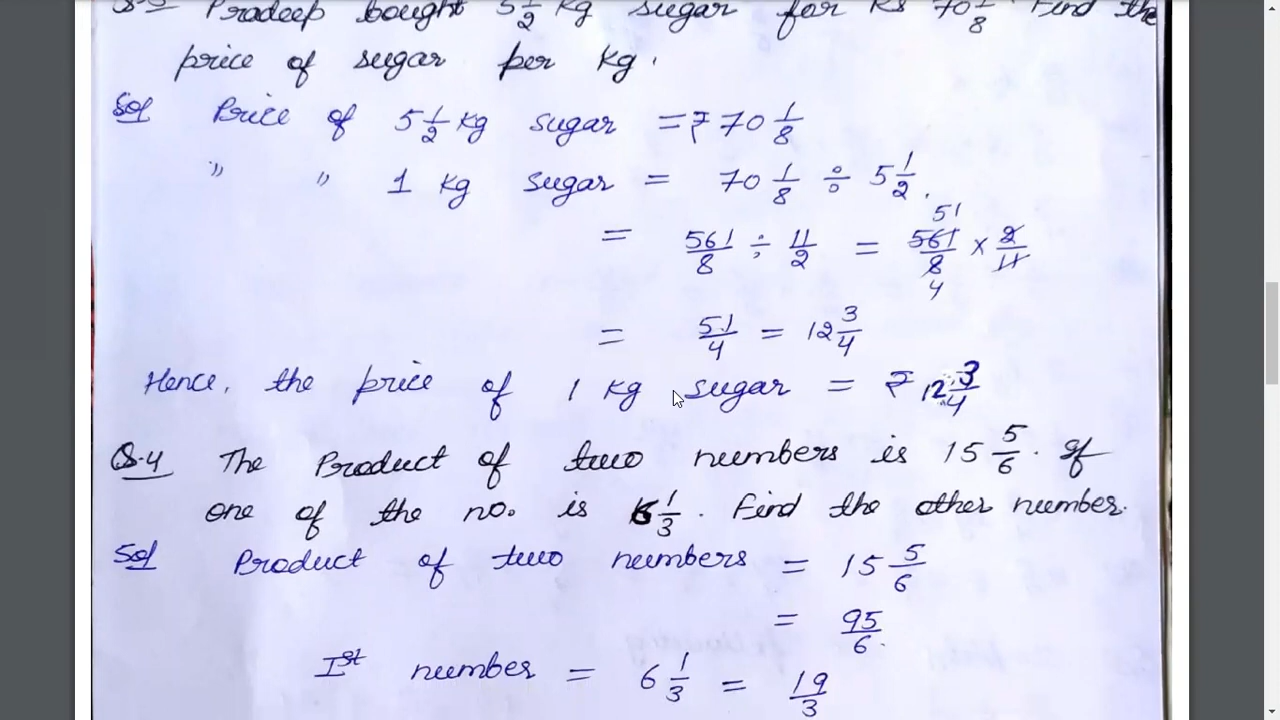 Q.3 Pradeep bought 5 1/2 kg sugar for Rs 70 1/8. Find the
price of sugar per kg.
Sol Price of 5 1/2 kg sugar = ₹ 70 1/8
" " 1 kg sugar = 70 1/8 ÷ 5 1/2.
= 561/8 ÷ 11/2 = 561/8 × 2/11
51
4
= 51/4 = 12 3/4
Hence, the price of 1 kg sugar = ₹ 12 3/4
Q.4 The Product of two numbers is 15 5/6. If
one of the no. is 6 1/3. Find the other number.
Sol Product of two numbers = 15 5/6
= 95/6.
Ist number = 6 1/3 = 19/3